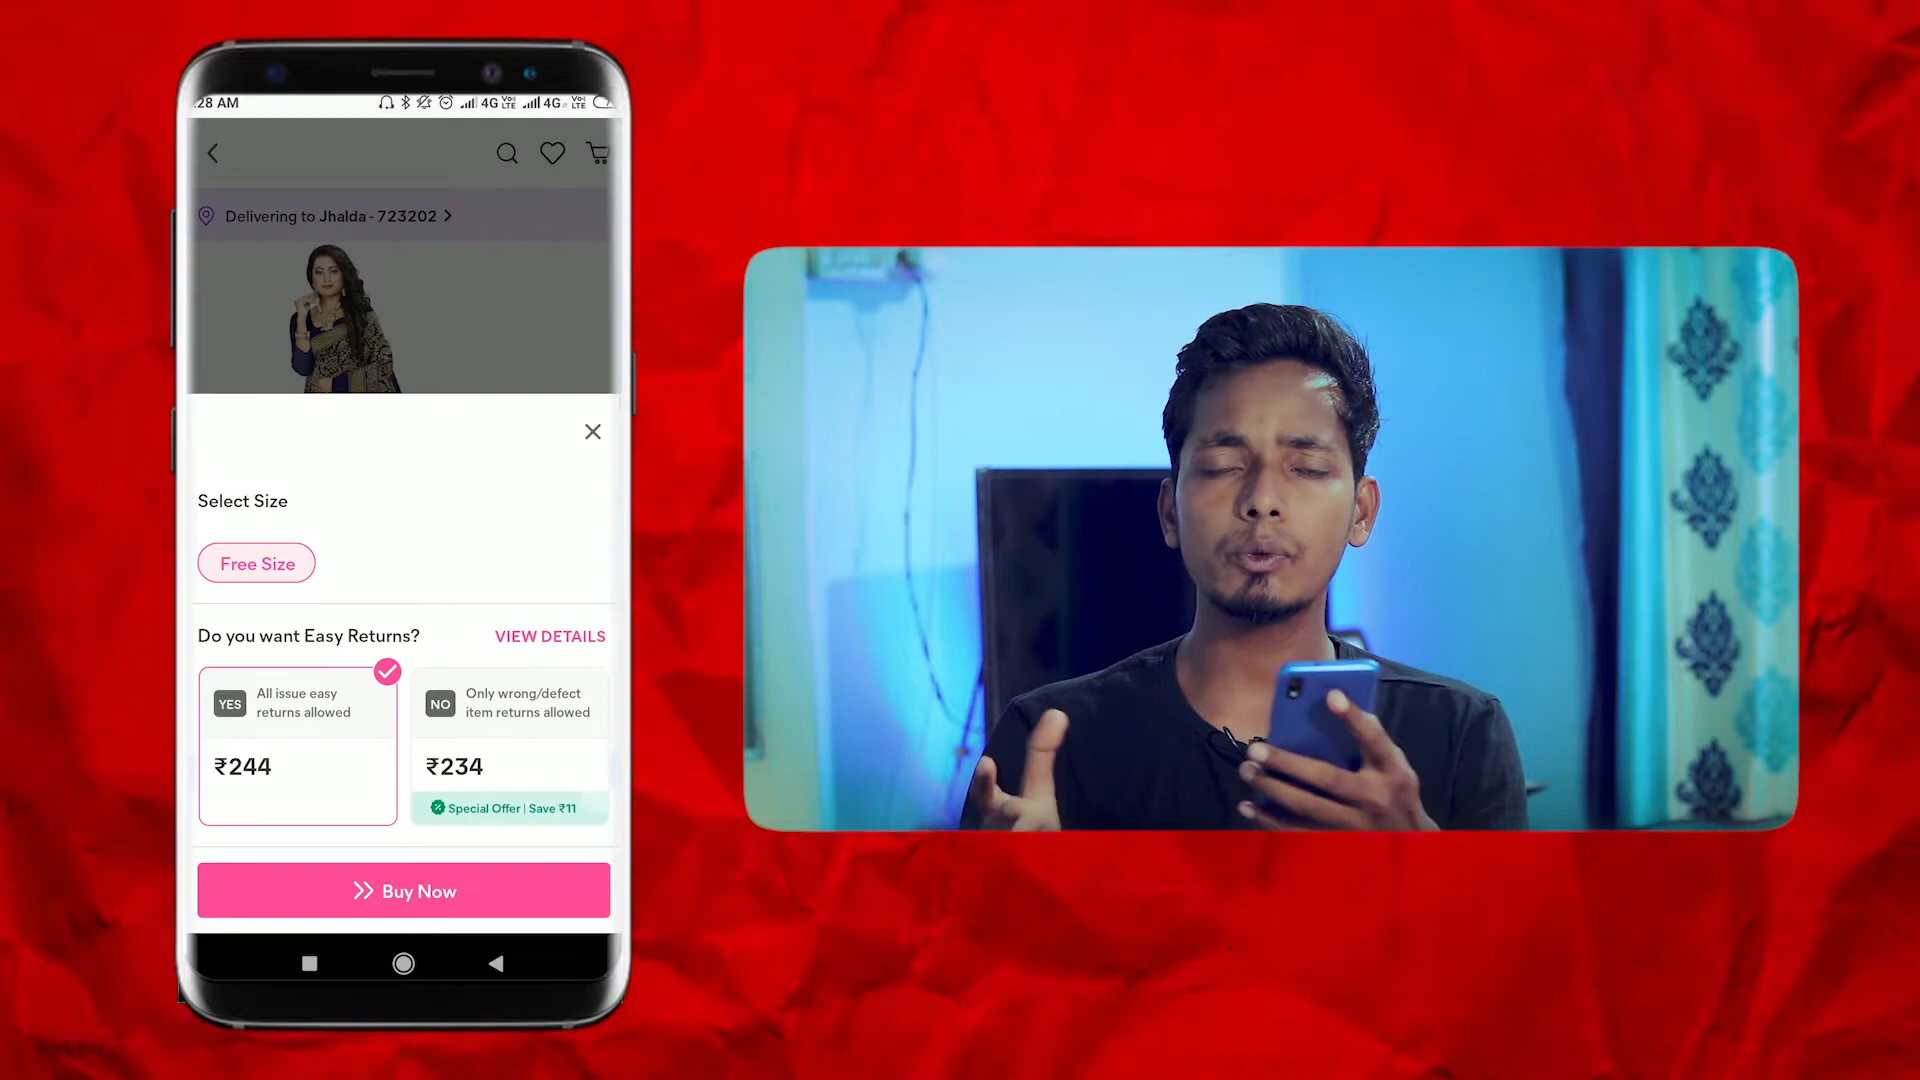 :28 AM
4G VoLTE 4G VoLTE
Delivering to Jhalda - 723202
Select Size
Free Size
Do you want Easy Returns? VIEW DETAILS
YES All issue easy returns allowed
NO Only wrong/defect item returns allowed
₹244
₹234
Special Offer | Save ₹11
Buy Now